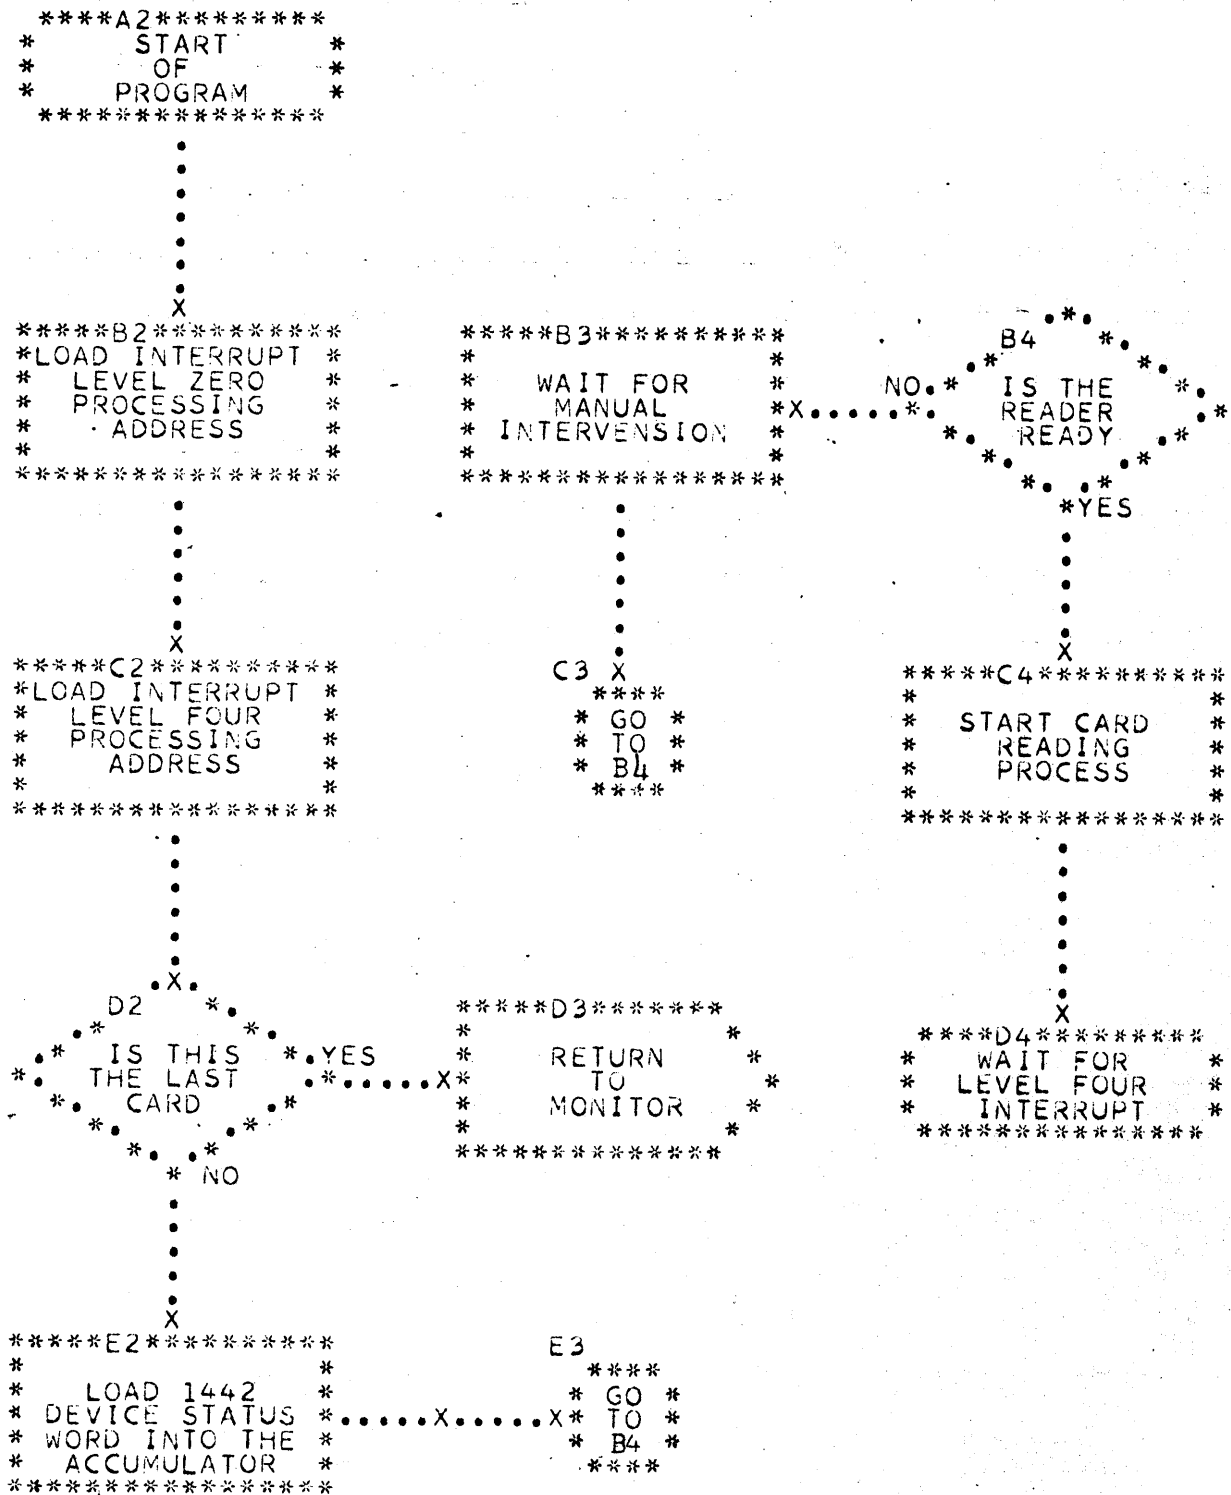 A2
START
OF
PROGRAM
B2
LOAD INTERRUPT
LEVEL ZERO
PROCESSING
ADDRESS
B3
WAIT FOR
MANUAL
INTERVENSION
B4
IS THE
READER
READY
NO
YES
C2
LOAD INTERRUPT
LEVEL FOUR
PROCESSING
ADDRESS
C3
GO
TO
B4
C4
START CARD
READING
PROCESS
D2
IS THIS
THE LAST
CARD
YES
NO
D3
RETURN
TO
MONITOR
D4
WAIT FOR
LEVEL FOUR
INTERRUPT
E2
LOAD 1442
DEVICE STATUS
WORD INTO THE
ACCUMULATOR
E3
GO
TO
B4